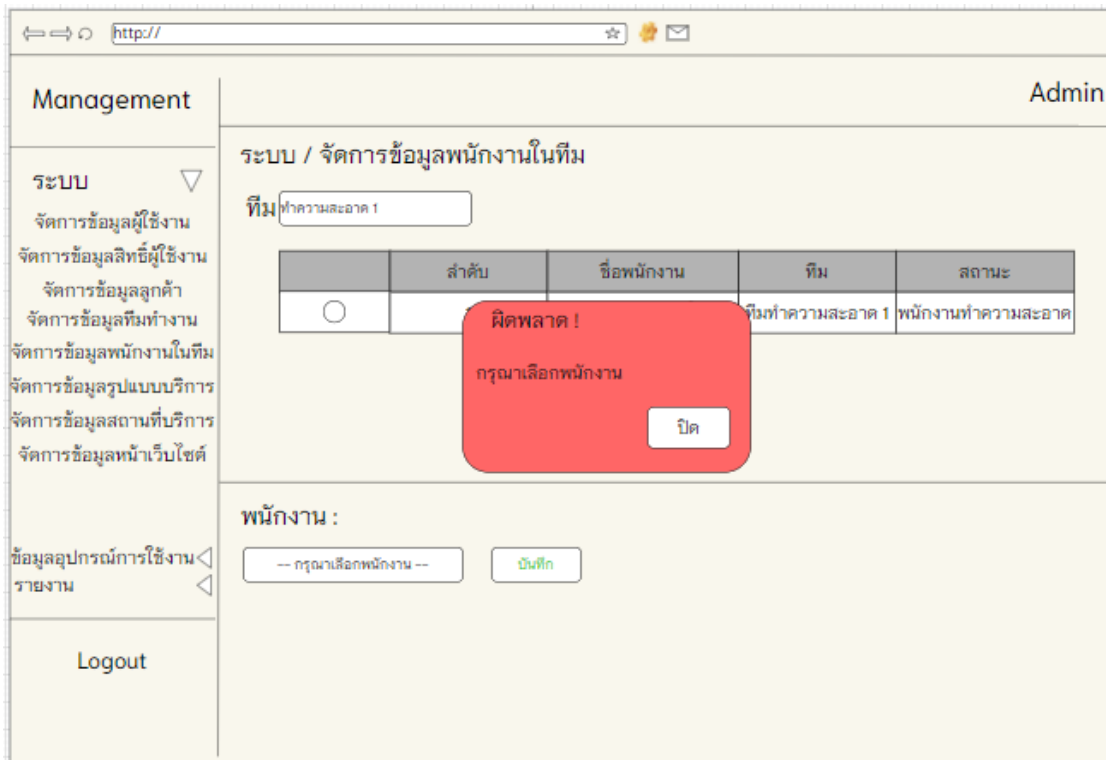 http://
Management
Admin
ระบบ / จัดการข้อมูลพนักงานในทีม
ระบบ
จัดการข้อมูลผู้ใช้งาน
จัดการข้อมูลสิทธิ์ผู้ใช้งาน
จัดการข้อมูลลูกค้า
จัดการข้อมูลทีมทำงาน
จัดการข้อมูลพนักงานในทีม
จัดการข้อมูลรูปแบบบริการ
จัดการข้อมูลสถานที่บริการ
จัดการข้อมูลหน้าเว็บไซต์
ข้อมูลอุปกรณ์การใช้งาน
รายงาน
Logout
ทีม ทำความสะอาด 1
ลำดับ ชื่อพนักงาน ทีม สถานะ
ทีมทำความสะอาด 1 พนักงานทำความสะอาด
ผิดพลาด !
กรุณาเลือกพนักงาน
ปิด
พนักงาน :
-- กรุณาเลือกพนักงาน -- บันทึก